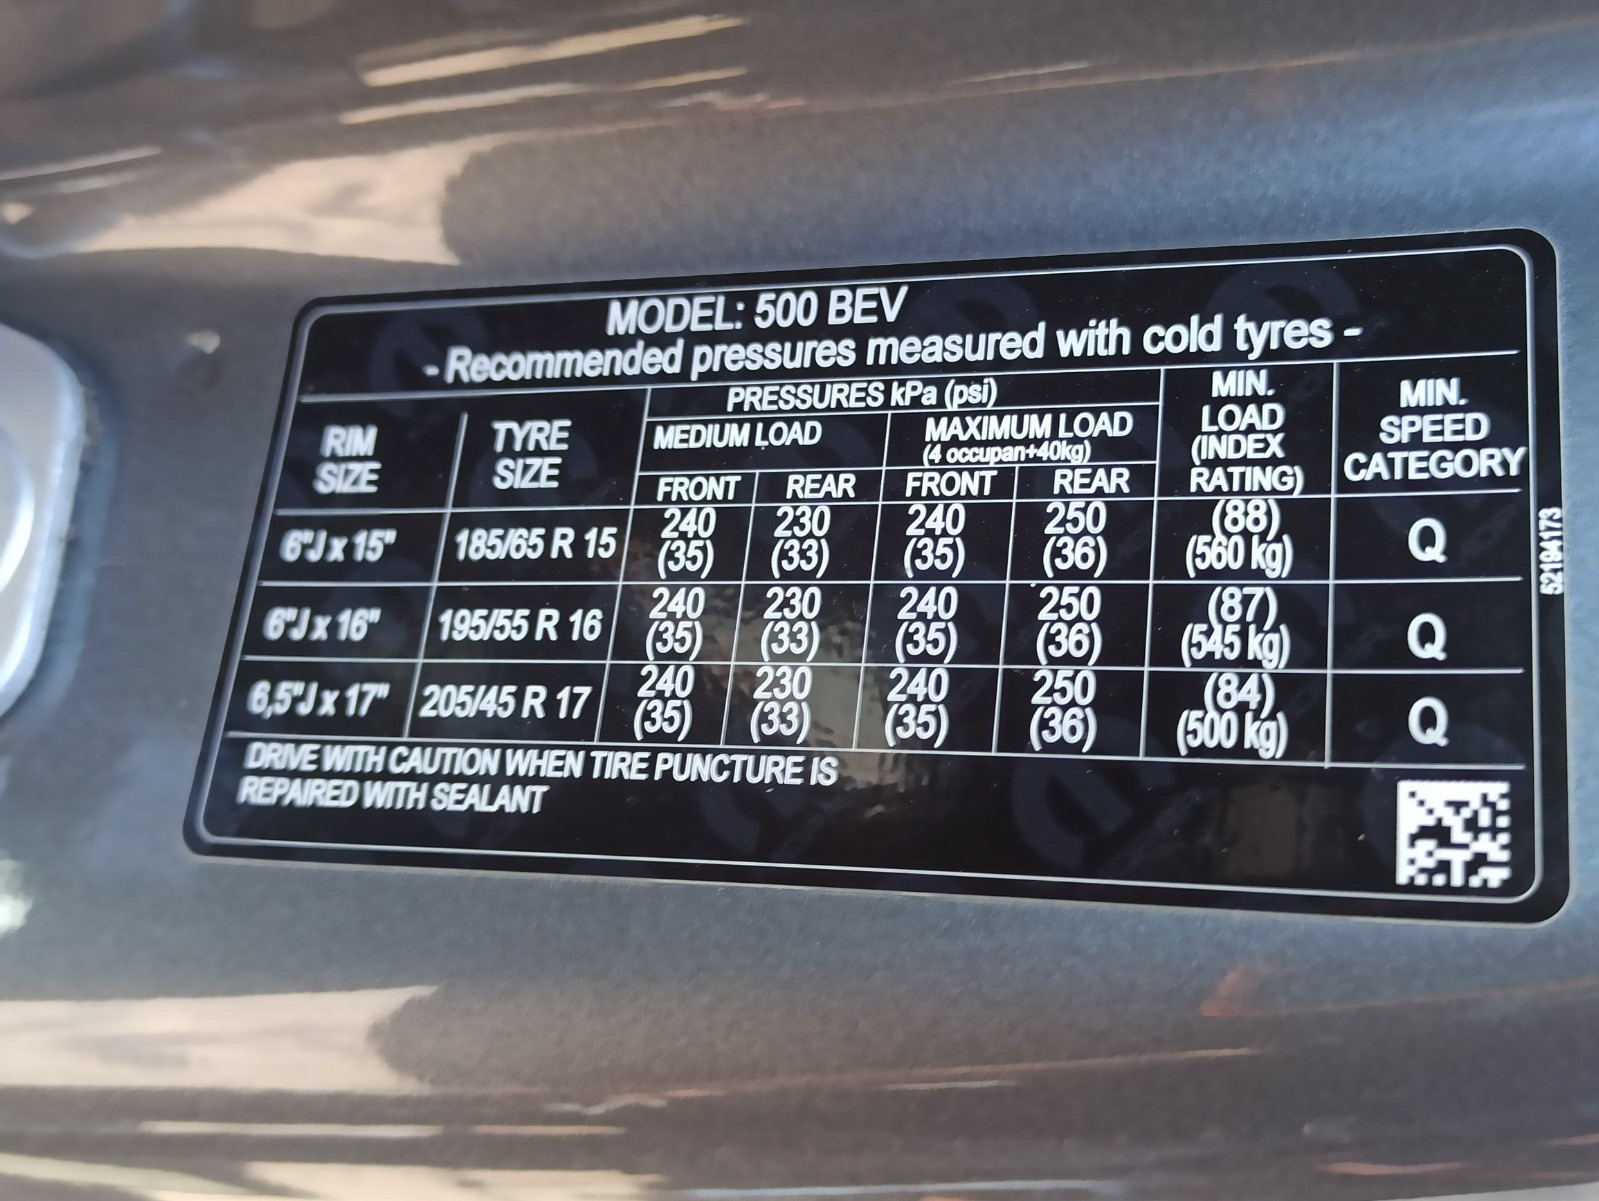 MODEL: 500 BEV
- Recommended pressures measured with cold tyres -
RIM SIZE
TYRE SIZE
PRESSURES kPa (psi)
MEDIUM LOAD
MAXIMUM LOAD
(4 occupan+40kg)
FRONT REAR FRONT REAR
MIN. LOAD (INDEX RATING)
MIN. SPEED CATEGORY
6"J x 15" 185/65 R 15 240 (35) 230 (33) 240 (35) 250 (36) (88) (560 kg) Q
6"J x 16" 195/55 R 16 240 (35) 230 (33) 240 (35) 250 (36) (87) (545 kg) Q
6,5"J x 17" 205/45 R 17 240 (35) 230 (33) 240 (35) 250 (36) (84) (500 kg) Q
DRIVE WITH CAUTION WHEN TIRE PUNCTURE IS
REPAIRED WITH SEALANT
52194173